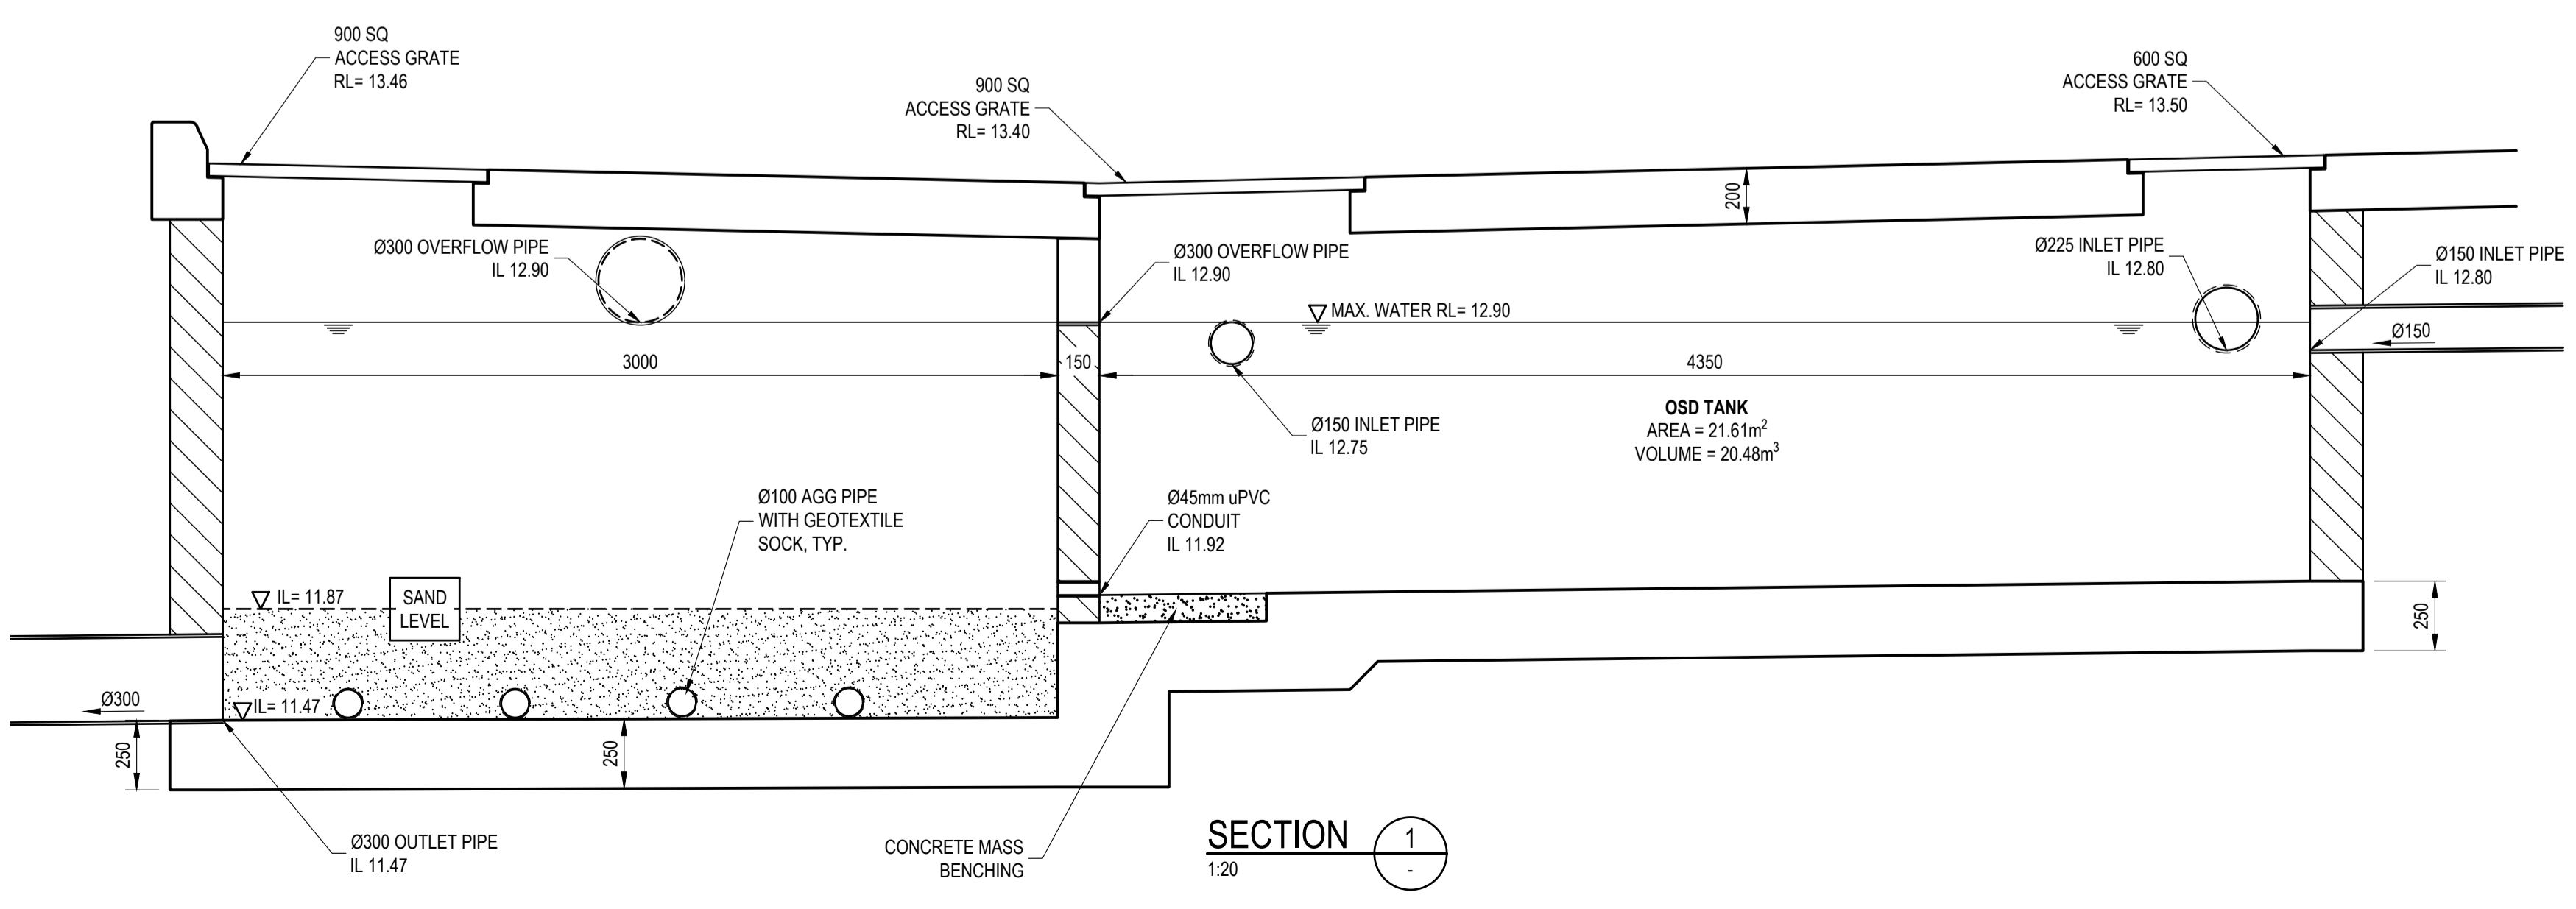 900 SQ
ACCESS GRATE
RL= 13.46
900 SQ
ACCESS GRATE
RL= 13.40
600 SQ
ACCESS GRATE
RL= 13.50
200
Ø300 OVERFLOW PIPE
IL 12.90
Ø300 OVERFLOW PIPE
IL 12.90
Ø225 INLET PIPE
IL 12.80
Ø150 INLET PIPE
IL 12.80
MAX. WATER RL= 12.90
Ø150
3000
150
4350
Ø150 INLET PIPE
IL 12.75
OSD TANK
AREA = 21.61m²
VOLUME = 20.48m³
Ø100 AGG PIPE
WITH GEOTEXTILE
SOCK, TYP.
Ø45mm uPVC
CONDUIT
IL 11.92
IL= 11.87
SAND
LEVEL
250
Ø300
IL= 11.47
250
250
Ø300 OUTLET PIPE
IL 11.47
CONCRETE MASS
BENCHING
SECTION
1:20
1
-